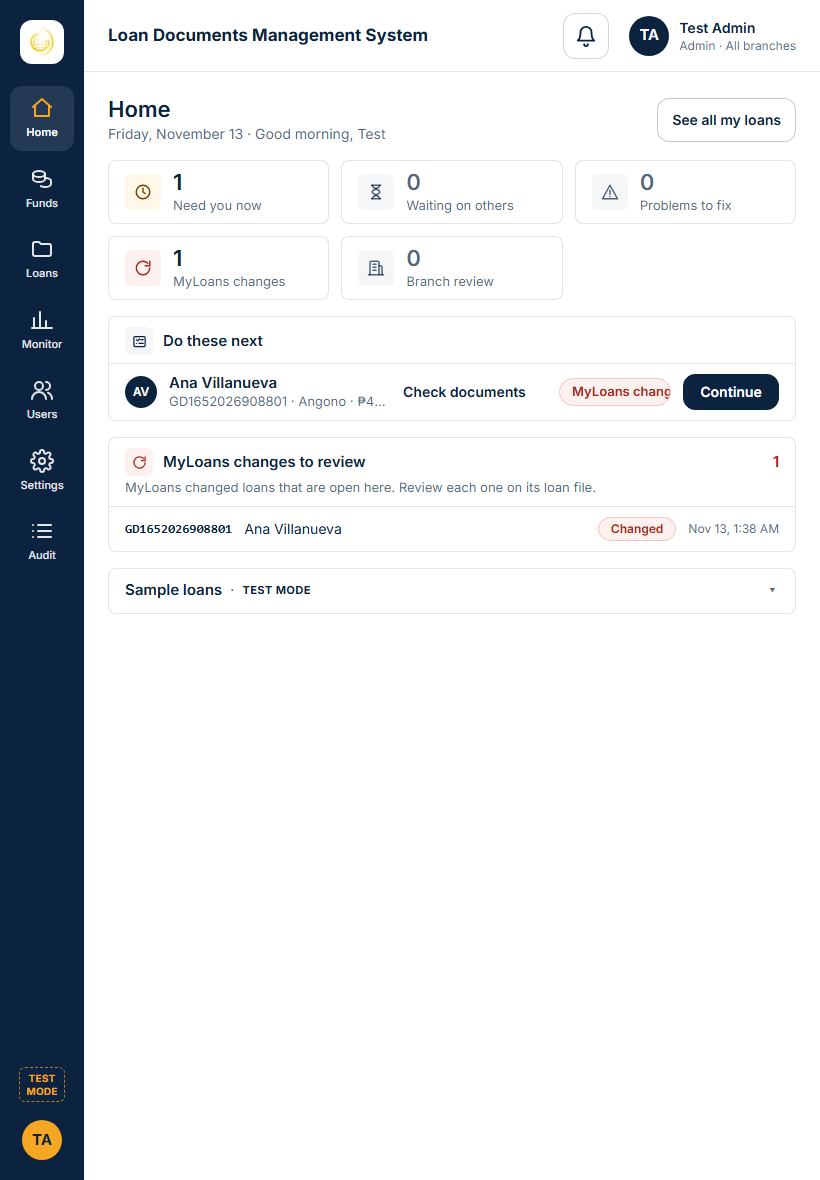 Loan Documents Management System
TA
Test Admin
Admin · All branches
Home
Funds
Loans
Monitor
Users
Settings
Audit
TEST
MODE
TA
Home
Friday, November 13 · Good morning, Test
See all my loans
1
Need you now
0
Waiting on others
0
Problems to fix
1
MyLoans changes
0
Branch review
Do these next
AV
Ana Villanueva
GD1652026908801 · Angono · ₱4...
Check documents
MyLoans chang
Continue
MyLoans changes to review
1
MyLoans changed loans that are open here. Review each one on its loan file.
GD1652026908801 Ana Villanueva
Changed
Nov 13, 1:38 AM
Sample loans · TEST MODE